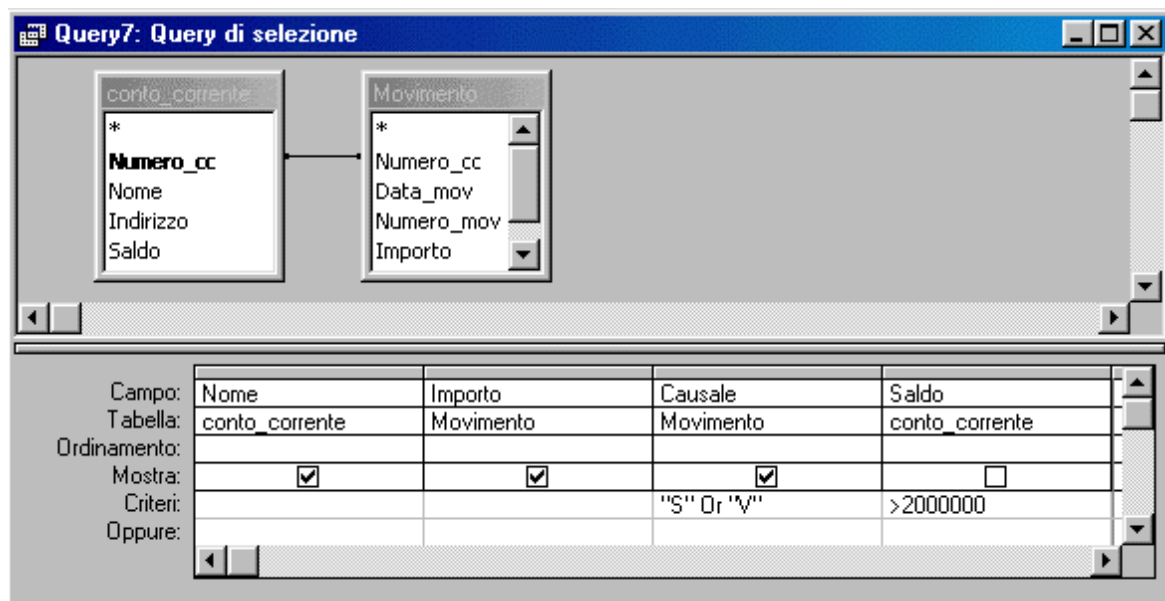 Query7: Query di selezione
conto_corrente
*
Numero_cc
Nome
Indirizzo
Saldo
Movimento
*
Numero_cc
Data_mov
Numero_mov
Importo
Campo: Nome Importo Causale Saldo
Tabella: conto_corrente Movimento Movimento conto_corrente
Ordinamento:
Mostra:
Criteri: "S" Or "V" >2000000
Oppure: